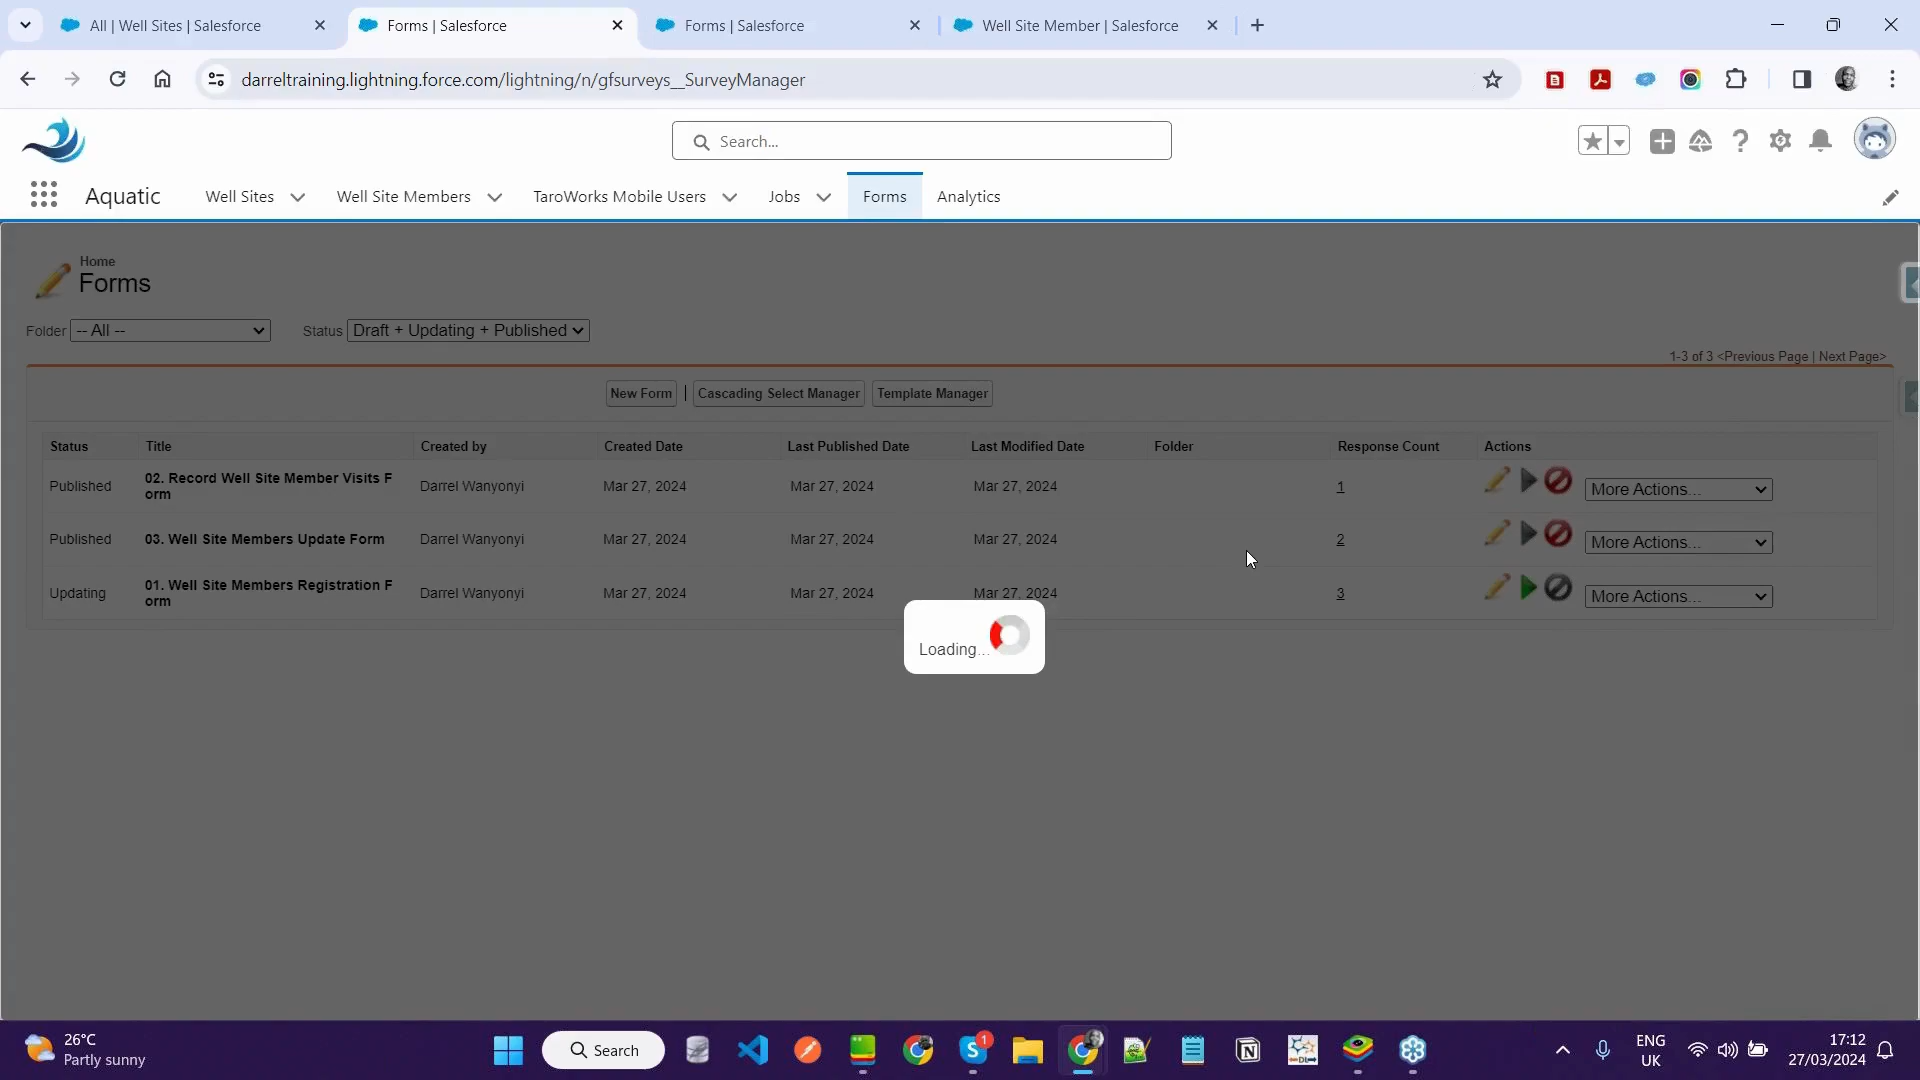 All | Well Sites | Salesforce
Forms | Salesforce
Forms | Salesforce
Well Site Member | Salesforce
darreltraining.lightning.force.com/lightning/n/gfsurveys__SurveyManager
Search...
Aquatic
Well Sites
Well Site Members
TaroWorks Mobile Users
Jobs
Forms
Analytics
Home
Forms
Folder
-- All --
Status
Draft + Updating + Published
1-3 of 3 <Previous Page | Next Page>
New Form
|
Cascading Select Manager
Template Manager
Status Title Created by Created Date Last Published Date Last Modified Date Folder Response Count Actions
Published 02. Record Well Site Member Visits F
orm
Darrel Wanyonyi Mar 27, 2024 Mar 27, 2024 Mar 27, 2024 1 More Actions...
Published 03. Well Site Members Update Form Darrel Wanyonyi Mar 27, 2024 Mar 27, 2024 Mar 27, 2024 2 More Actions...
Updating 01. Well Site Members Registration F
orm
Darrel Wanyonyi Mar 27, 2024 Mar 27, 2024 Mar 27, 2024 3 More Actions...
Loading...
26°C
Partly sunny
Search
1
ENG
UK
17:12
27/03/2024